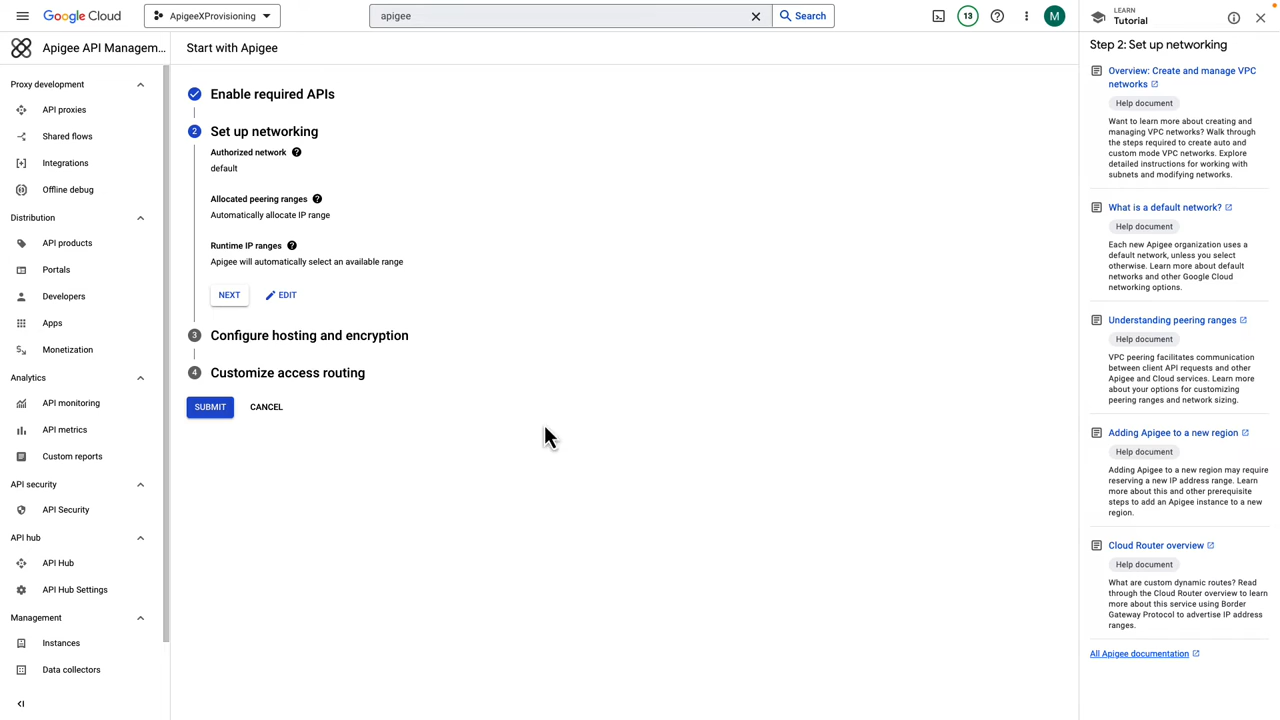 Google Cloud
ApigeeXProvisioning
apigee
Search
13
M
LEARN
Tutorial
Apigee API Managem...
Start with Apigee
Proxy development
API proxies
Shared flows
Integrations
Offline debug
Distribution
API products
Portals
Developers
Apps
Monetization
Analytics
API monitoring
API metrics
Custom reports
API security
API Security
API hub
API Hub
API Hub Settings
Management
Instances
Data collectors
Enable required APIs
2 Set up networking
Authorized network
default
Allocated peering ranges
Automatically allocate IP range
Runtime IP ranges
Apigee will automatically select an available range
NEXT
EDIT
3 Configure hosting and encryption
4 Customize access routing
SUBMIT
CANCEL
Step 2: Set up networking
Overview: Create and manage VPC
networks
Help document
Want to learn more about creating and
managing VPC networks? Walk through
the steps required to create auto and
custom mode VPC networks. Explore
detailed instructions for working with
subnets and modifying networks.
What is a default network?
Help document
Each new Apigee organization uses a
default network, unless you select
otherwise. Learn more about default
networks and other Google Cloud
networking options.
Understanding peering ranges
Help document
VPC peering facilitates communication
between client API requests and other
Apigee and Cloud services. Learn more
about your options for customizing
peering ranges and network sizing.
Adding Apigee to a new region
Help document
Adding Apigee to a new region may require
reserving a new IP address range. Learn
more about this and other prerequisite
steps to add an Apigee instance to a new
region.
Cloud Router overview
Help document
What are custom dynamic routes? Read
through the Cloud Router overview to learn
more about this service using Border
Gateway Protocol to advertise IP address
ranges.
All Apigee documentation